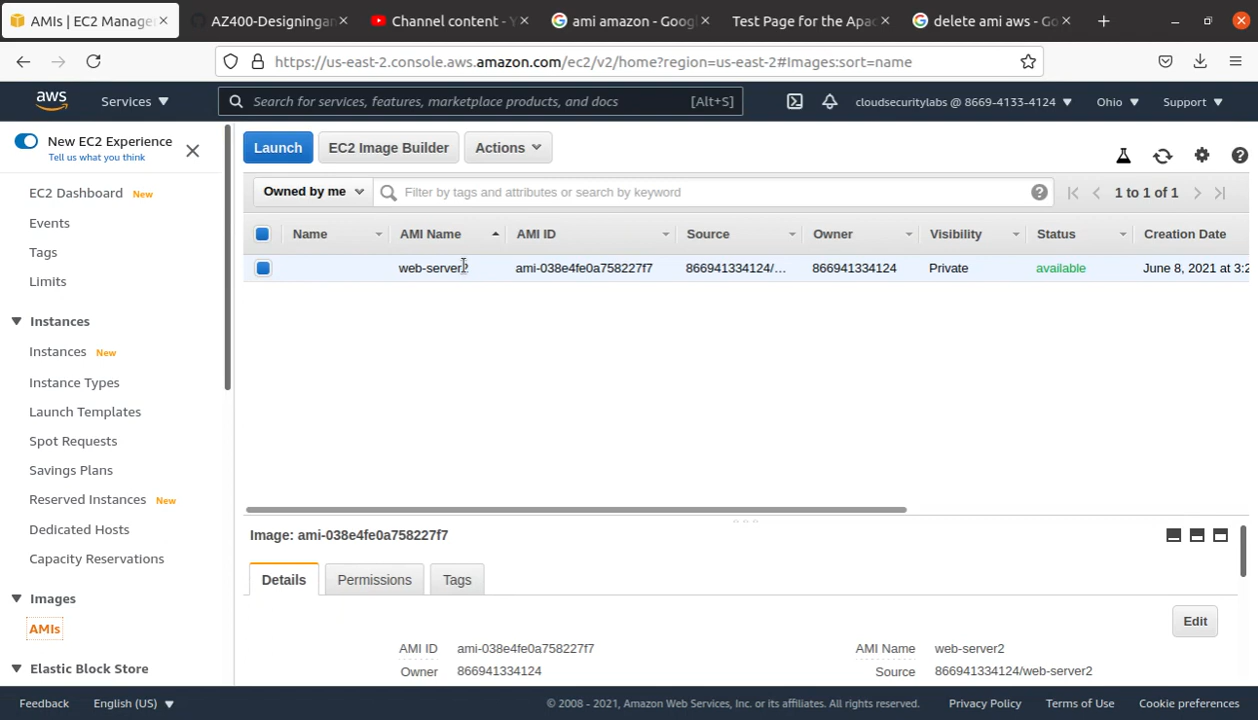 AMIs | EC2 Manage
AZ400-Designingan
Channel content - Y
ami amazon - Googl
Test Page for the Apac
delete ami aws - Go
https://us-east-2.console.aws.amazon.com/ec2/v2/home?region=us-east-2#Images:sort=name
aws
Services
Search for services, features, marketplace products, and docs
[Alt+S]
cloudsecuritylabs @ 8669-4133-4124
Ohio
Support
New EC2 Experience
Tell us what you think
EC2 Dashboard New
Events
Tags
Limits
Instances
Instances New
Instance Types
Launch Templates
Spot Requests
Savings Plans
Reserved Instances New
Dedicated Hosts
Capacity Reservations
Images
AMIs
Elastic Block Store
Launch
EC2 Image Builder
Actions
Owned by me
Filter by tags and attributes or search by keyword
1 to 1 of 1
Name AMI Name AMI ID Source Owner Visibility Status Creation Date
web-server2 ami-038e4fe0a758227f7 866941334124/... 866941334124 Private available June 8, 2021 at 3:2
Image: ami-038e4fe0a758227f7
Details
Permissions
Tags
Edit
AMI ID ami-038e4fe0a758227f7
AMI Name web-server2
Owner 866941334124
Source 866941334124/web-server2
Feedback
English (US)
© 2008 - 2021, Amazon Web Services, Inc. or its affiliates. All rights reserved.
Privacy Policy
Terms of Use
Cookie preferences